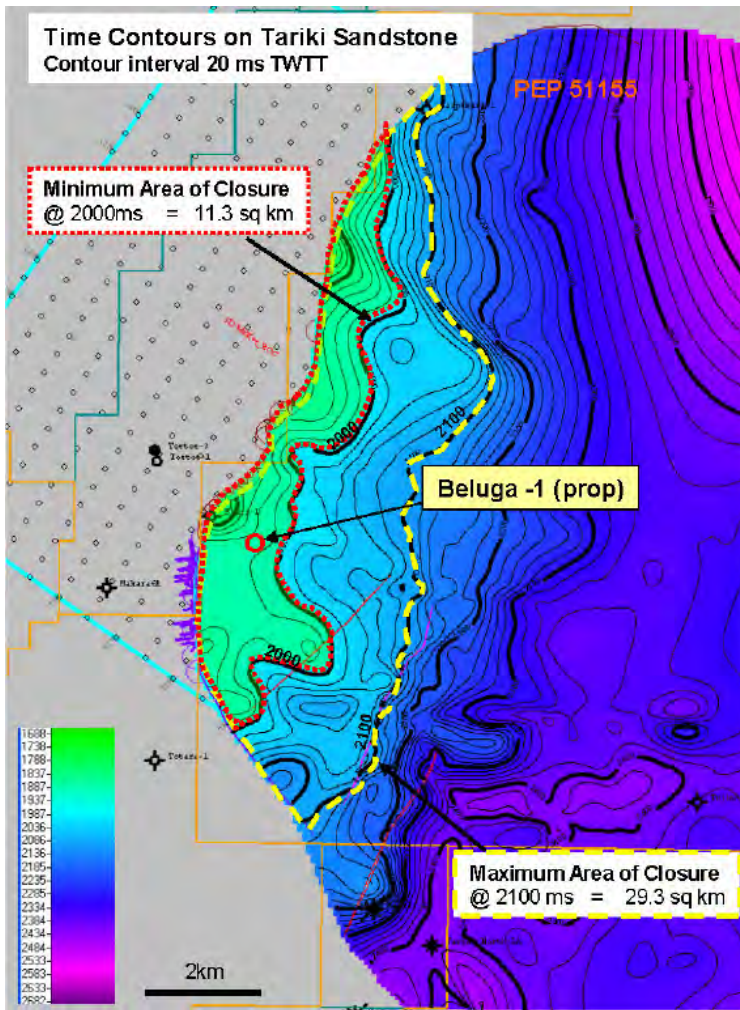 Time Contours on Tariki Sandstone
Contour interval 20 ms TWTT
PEP 51155
Minimum Area of Closure
@ 2000ms = 11.3 sq km
2000
2100
Beluga -1 (prop)
2000
2100
Maximum Area of Closure
@ 2100 ms = 29.3 sq km
2km
1688
1738
1788
1837
1887
1937
1987
2036
2086
2136
2185
2235
2285
2334
2384
2434
2484
2533
2583
2633
2682